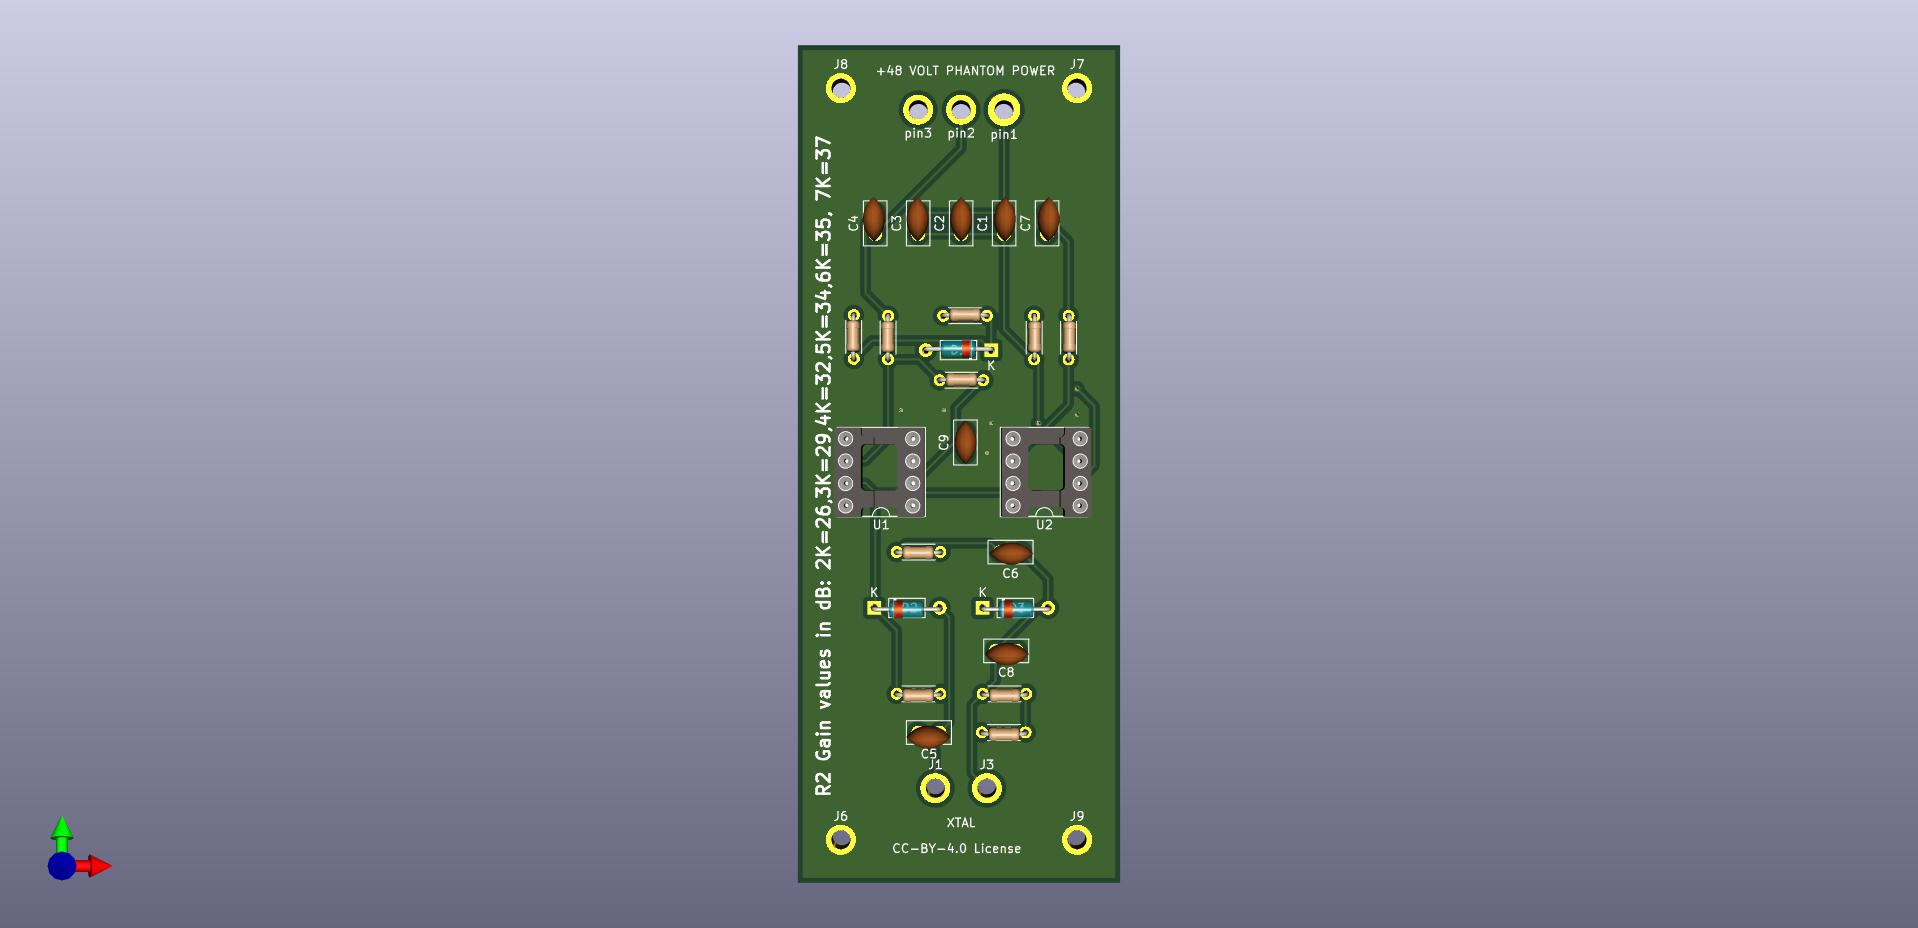 J8
J7
+48 VOLT PHANTOM POWER
pin3 pin2 pin1
R2 Gain values in dB: 2K=26,3K=29,4K=32,5K=34,6K=35, 7K=37
C4 C3 C2 C1 C7
K
C9
U1
U2
C6
K
K
D2
D3
C8
C5
J1
J3
J6
XTAL
J9
CC-BY-4.0 License